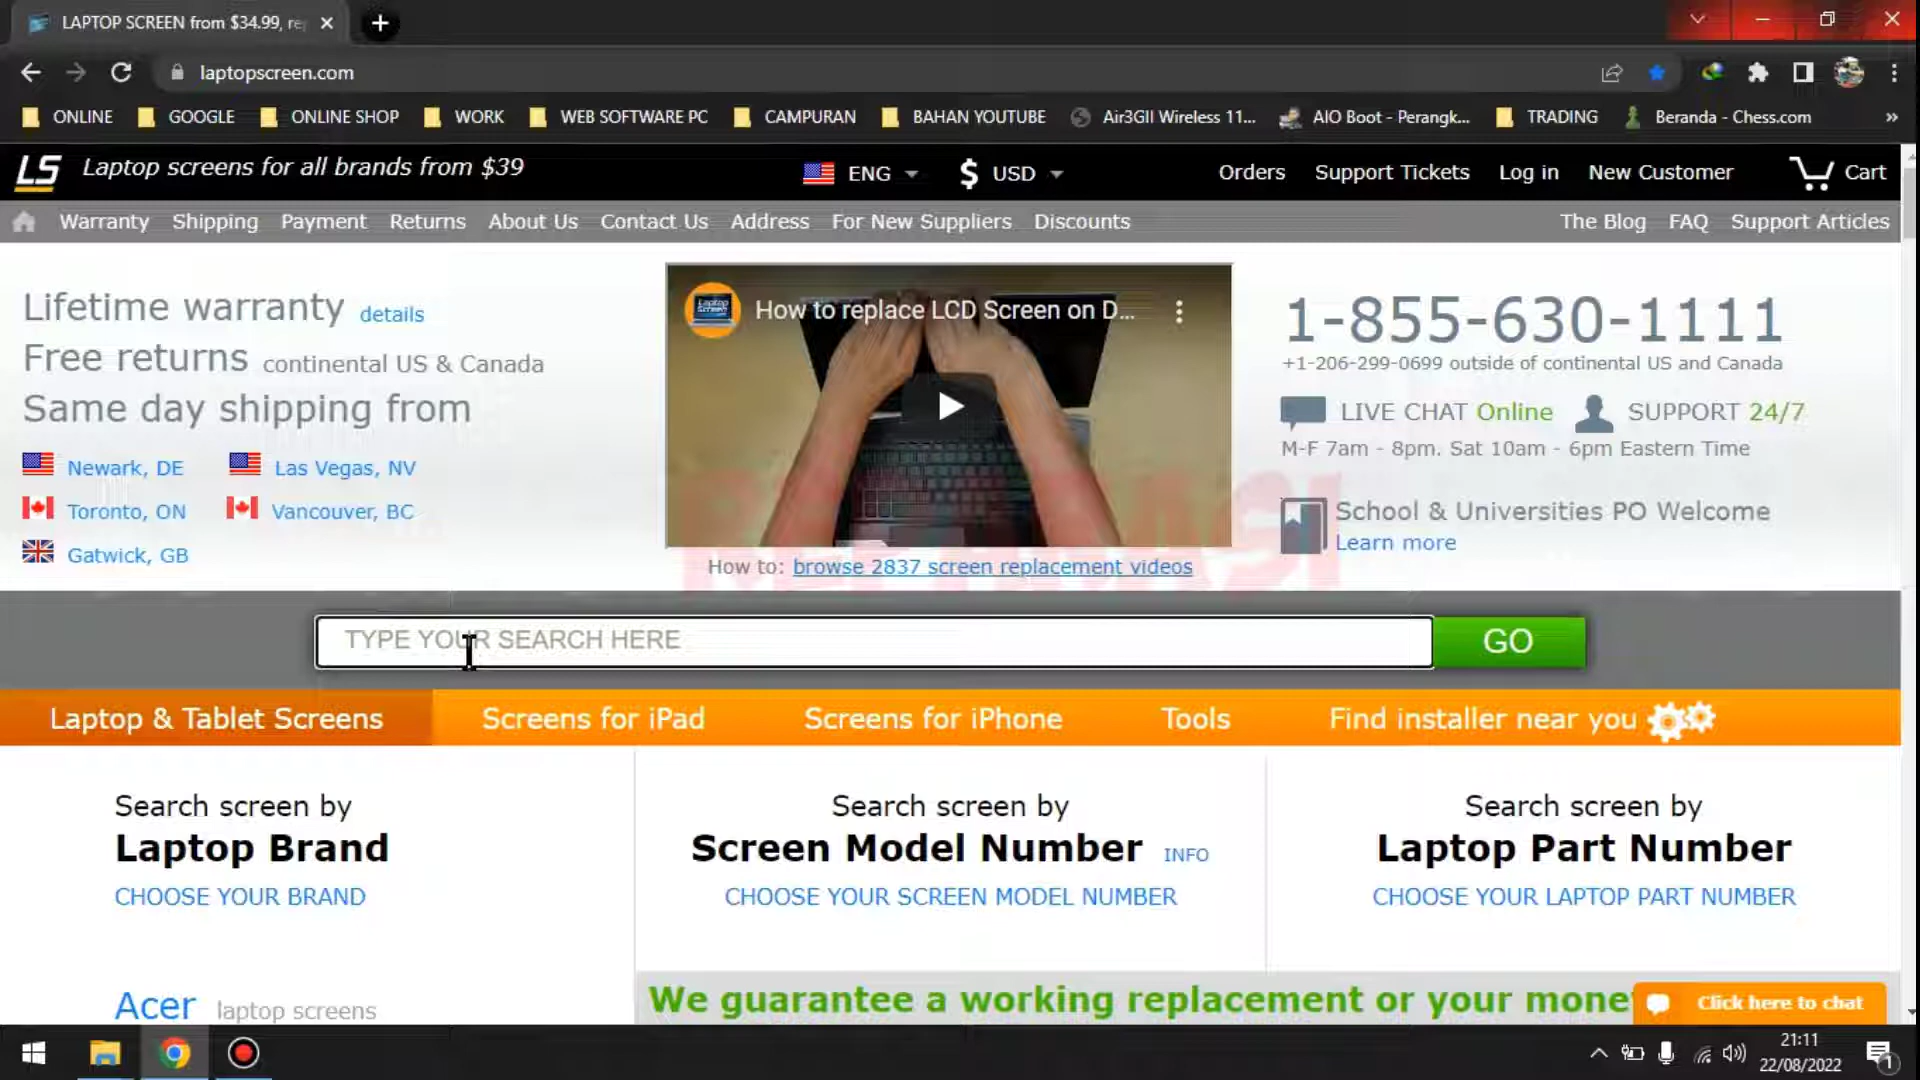 LAPTOP SCREEN from $34.99, re
laptopscreen.com
ONLINE GOOGLE ONLINE SHOP WORK WEB SOFTWARE PC CAMPURAN BAHAN YOUTUBE Air3GII Wireless 11... AIO Boot - Perangk... TRADING Beranda - Chess.com »
LS Laptop screens for all brands from $39 ENG $ USD Orders Support Tickets Log in New Customer Cart
Warranty Shipping Payment Returns About Us Contact Us Address For New Suppliers Discounts The Blog FAQ Support Articles
Lifetime warranty details
Free returns continental US & Canada
Same day shipping from
Newark, DE Las Vegas, NV
Toronto, ON Vancouver, BC
Gatwick, GB
Laptop Screen
How to replace LCD Screen on D...
How to: browse 2837 screen replacement videos
1-855-630-1111
+1-206-299-0699 outside of continental US and Canada
LIVE CHAT Online SUPPORT 24/7
M-F 7am - 8pm. Sat 10am - 6pm Eastern Time
School & Universities PO Welcome
Learn more
REPARASI
TYPE YOUR SEARCH HERE GO
Laptop & Tablet Screens Screens for iPad Screens for iPhone Tools Find installer near you
Search screen by
Laptop Brand
CHOOSE YOUR BRAND
Search screen by
Screen Model Number INFO
CHOOSE YOUR SCREEN MODEL NUMBER
Search screen by
Laptop Part Number
CHOOSE YOUR LAPTOP PART NUMBER
Acer laptop screens
We guarantee a working replacement or your mone
Click here to chat
21:11
22/08/2022
1